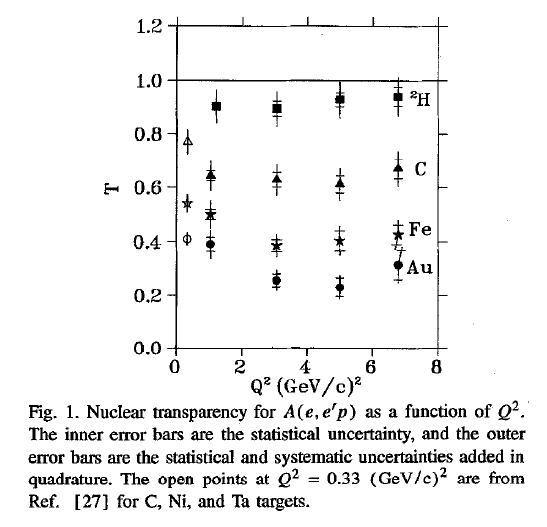 1.2
1.0
²H
0.8
C
T
0.6
Fe
0.4
Au
0.2
0.0
0 2 4 6 8
Q² (GeV/c)²
Fig. 1. Nuclear transparency for A(e, e′p) as a function of Q².
The inner error bars are the statistical uncertainty, and the outer
error bars are the statistical and systematic uncertainties added in
quadrature. The open points at Q² = 0.33 (GeV/c)² are from
Ref. [27] for C, Ni, and Ta targets.